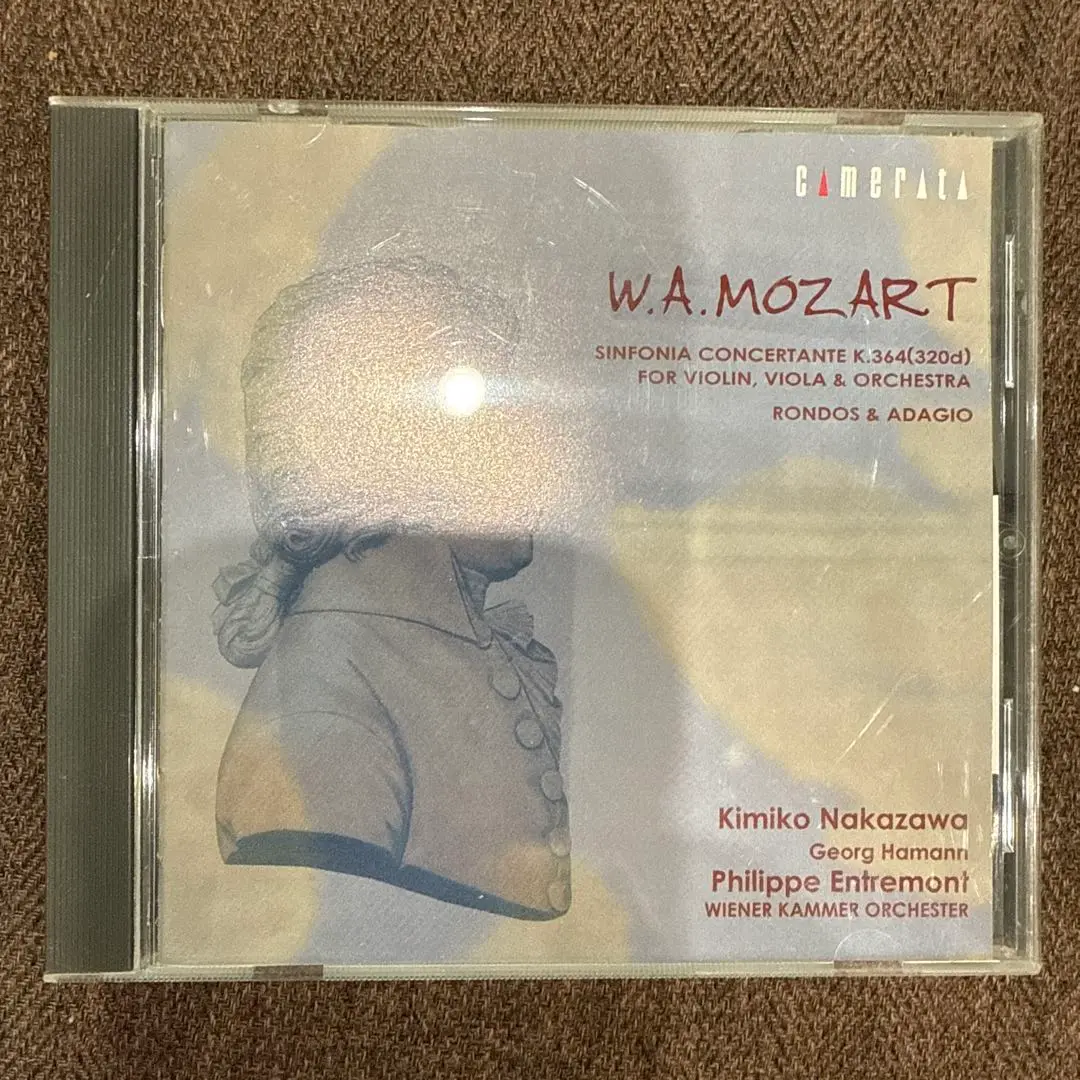 camerata
W.A.MOZART
SINFONIA CONCERTANTE K.364(320d)
FOR VIOLIN, VIOLA & ORCHESTRA
RONDOS & ADAGIO
Kimiko Nakazawa
Georg Hamann
Philippe Entremont
WIENER KAMMER ORCHESTER